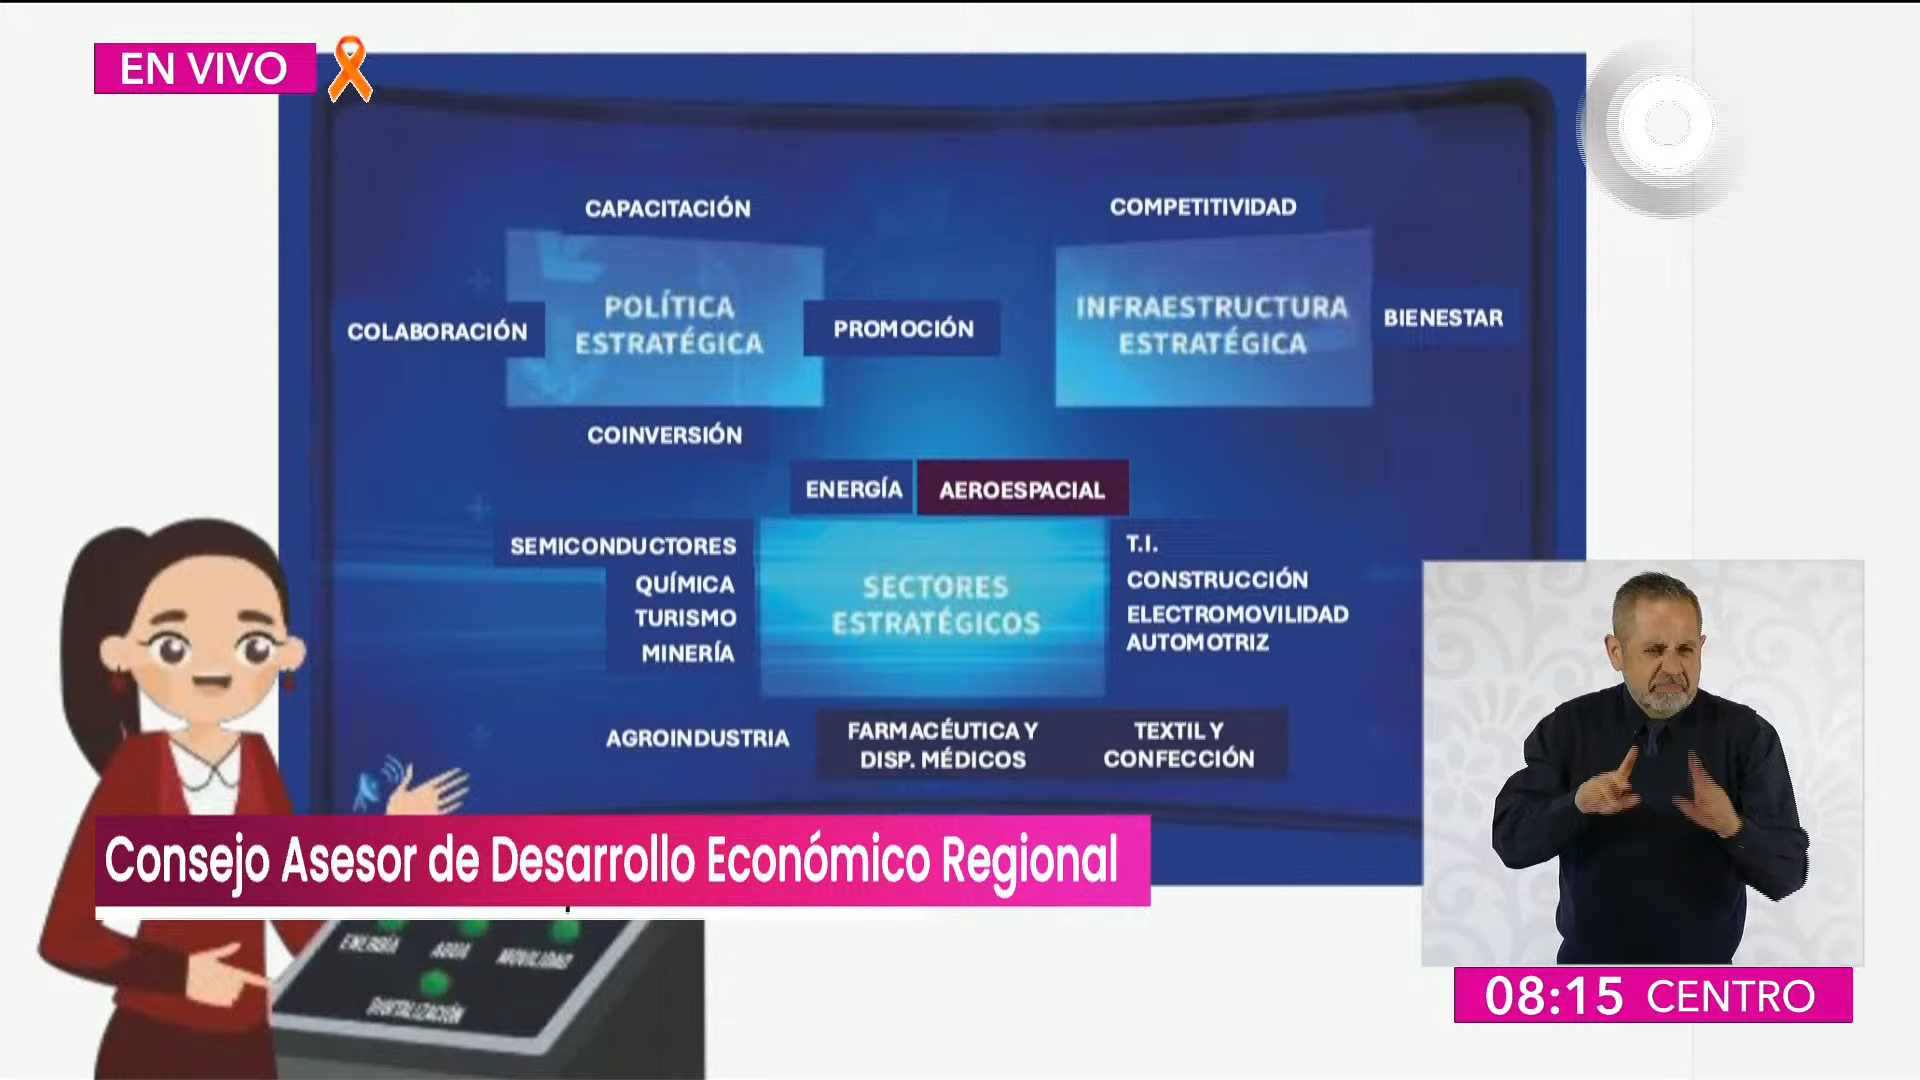 EN VIVO
CAPACITACIÓN
COMPETITIVIDAD
POLÍTICA
ESTRATÉGICA
COLABORACIÓN
PROMOCIÓN
INFRAESTRUCTURA
ESTRATÉGICA
BIENESTAR
COINVERSIÓN
ENERGÍA
AEROESPACIAL
SEMICONDUCTORES
QUÍMICA
TURISMO
MINERÍA
SECTORES
ESTRATÉGICOS
T.I.
CONSTRUCCIÓN
ELECTROMOVILIDAD
AUTOMOTRIZ
AGROINDUSTRIA
FARMACÉUTICA Y
DISP. MÉDICOS
TEXTIL Y
CONFECCIÓN
Consejo Asesor de Desarrollo Económico Regional
ENERGÍA
AGUA
MOVILIDAD
DIGITALIZACIÓN
08:15 CENTRO